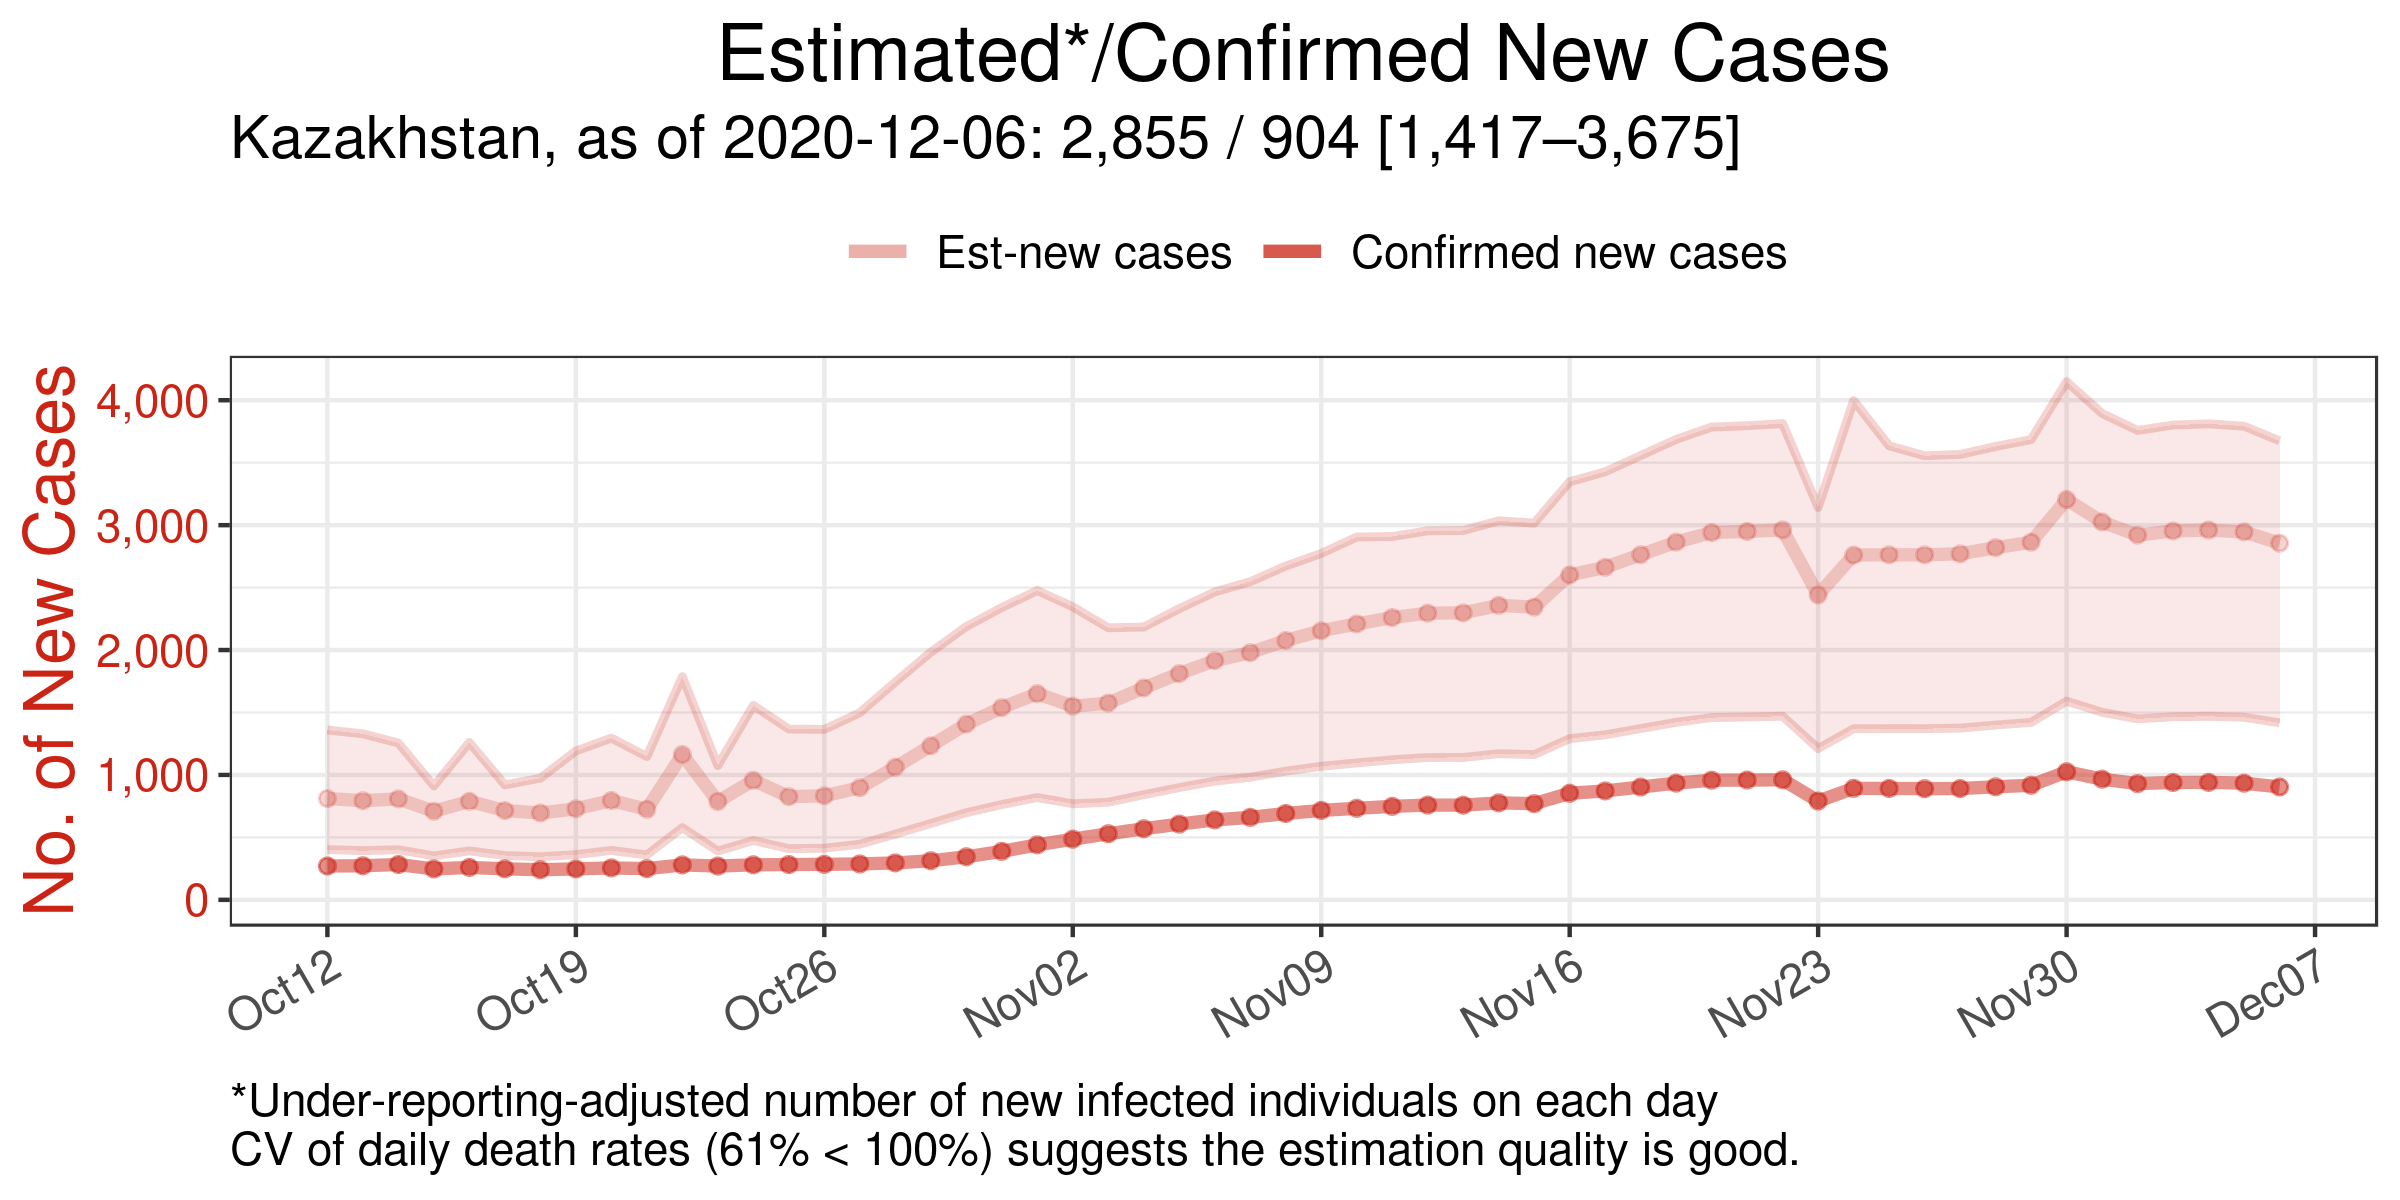 Estimated*/Confirmed New Cases
Kazakhstan, as of 2020-12-06: 2,855 / 904 [1,417–3,675]
Est-new cases Confirmed new cases
No. of New Cases
4,000
3,000
2,000
1,000
0
Oct12 Oct19 Oct26 Nov02 Nov09 Nov16 Nov23 Nov30 Dec07
*Under-reporting-adjusted number of new infected individuals on each day
CV of daily death rates (61% < 100%) suggests the estimation quality is good.